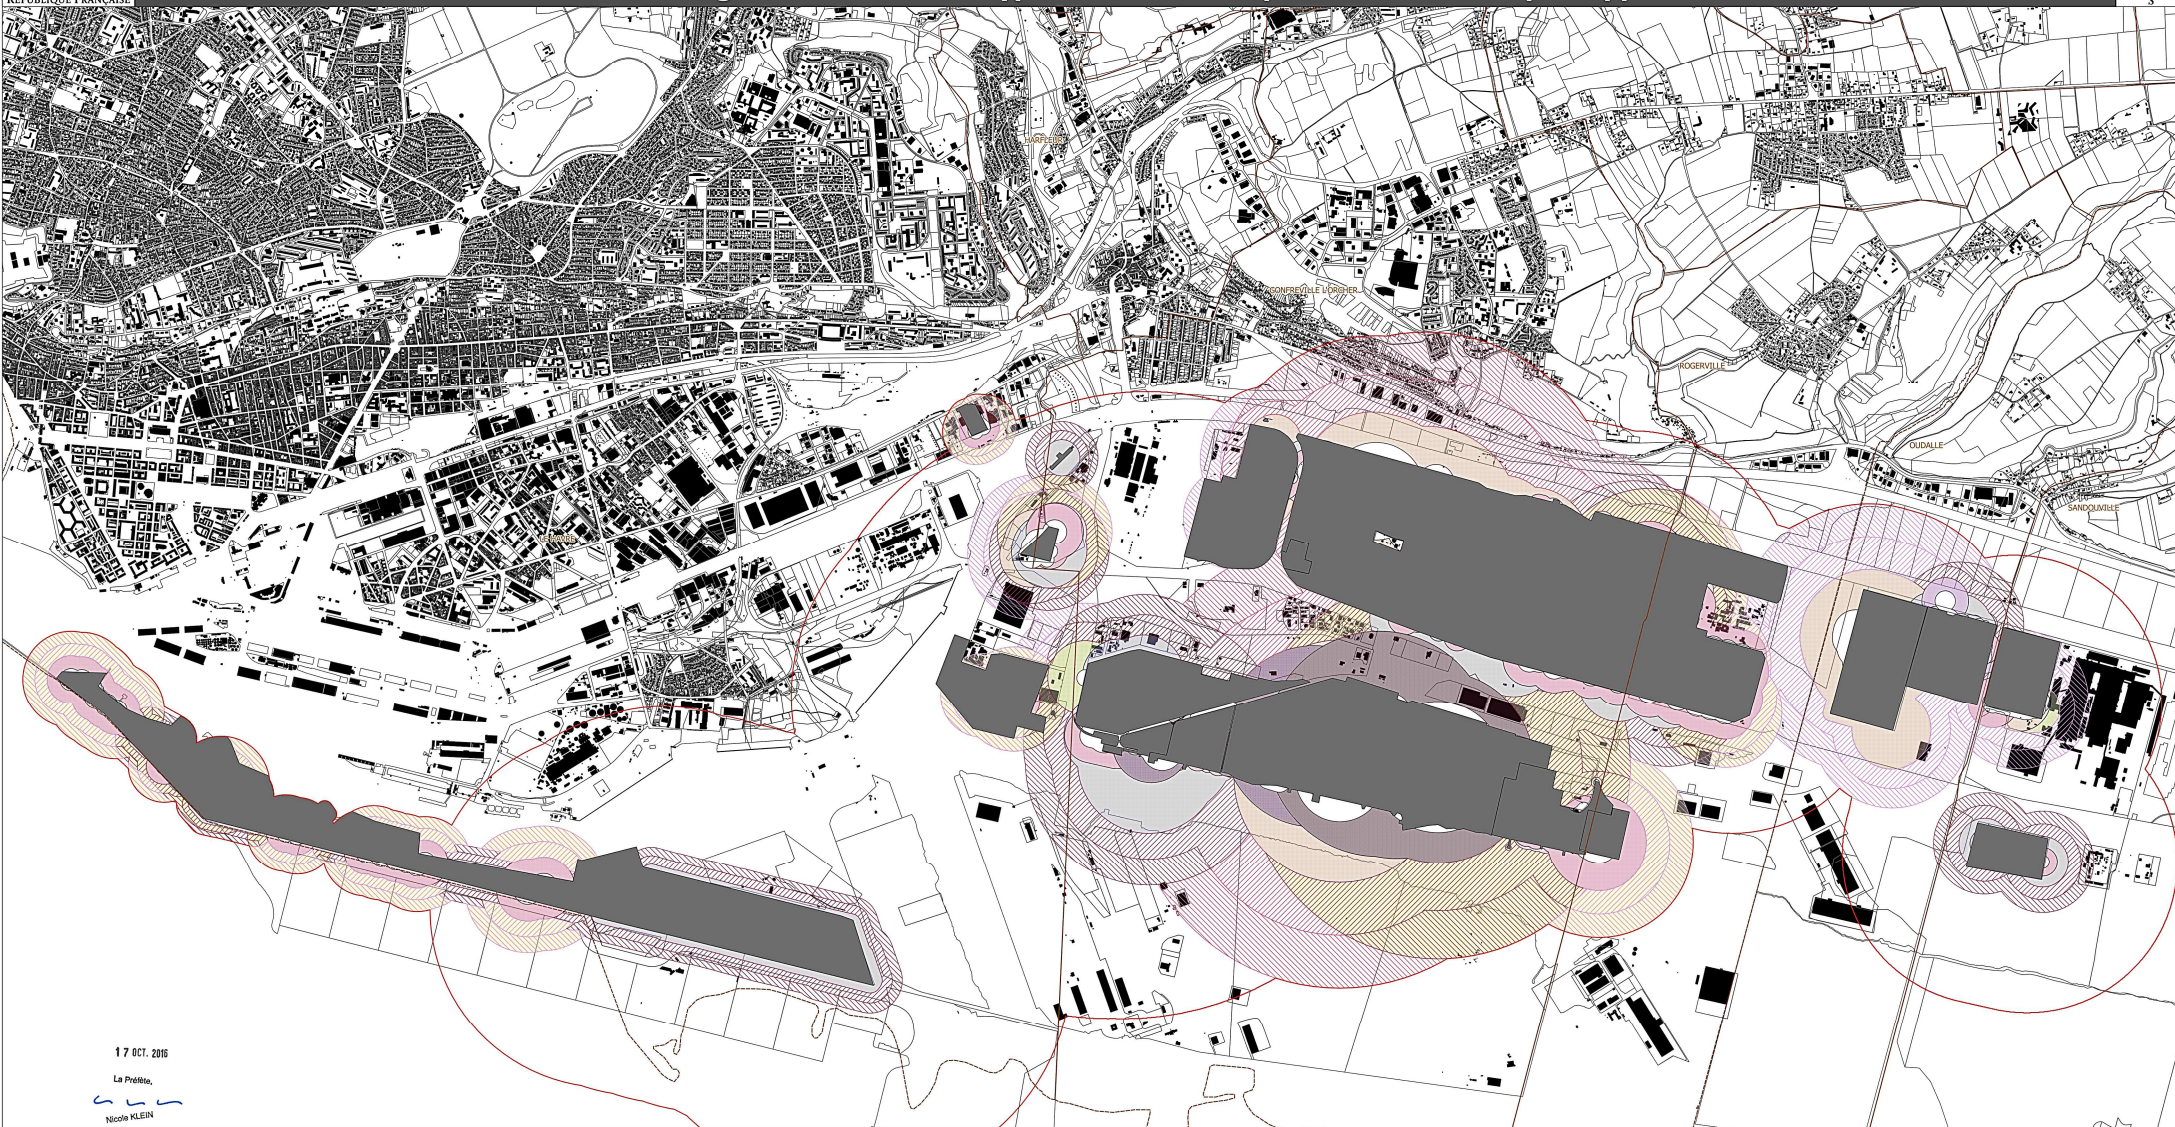 RÉPUBLIQUE FRANÇAISE
HARFLEUR
GONFREVILLE L'ORCHER
ROGERVILLE
OUDALLE
SANDOUVILLE
LE HAVRE
17 OCT. 2016
La Préfète,
Nicole KLEIN